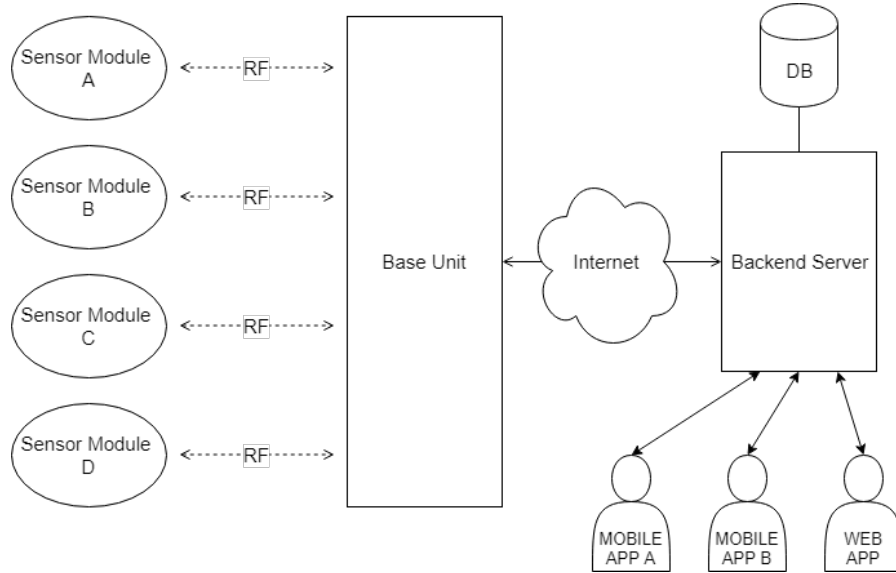 Sensor Module
A
RF
Sensor Module
B
RF
Sensor Module
C
RF
Sensor Module
D
RF
Base Unit
Internet
DB
Backend Server
MOBILE
APP A
MOBILE
APP B
WEB
APP